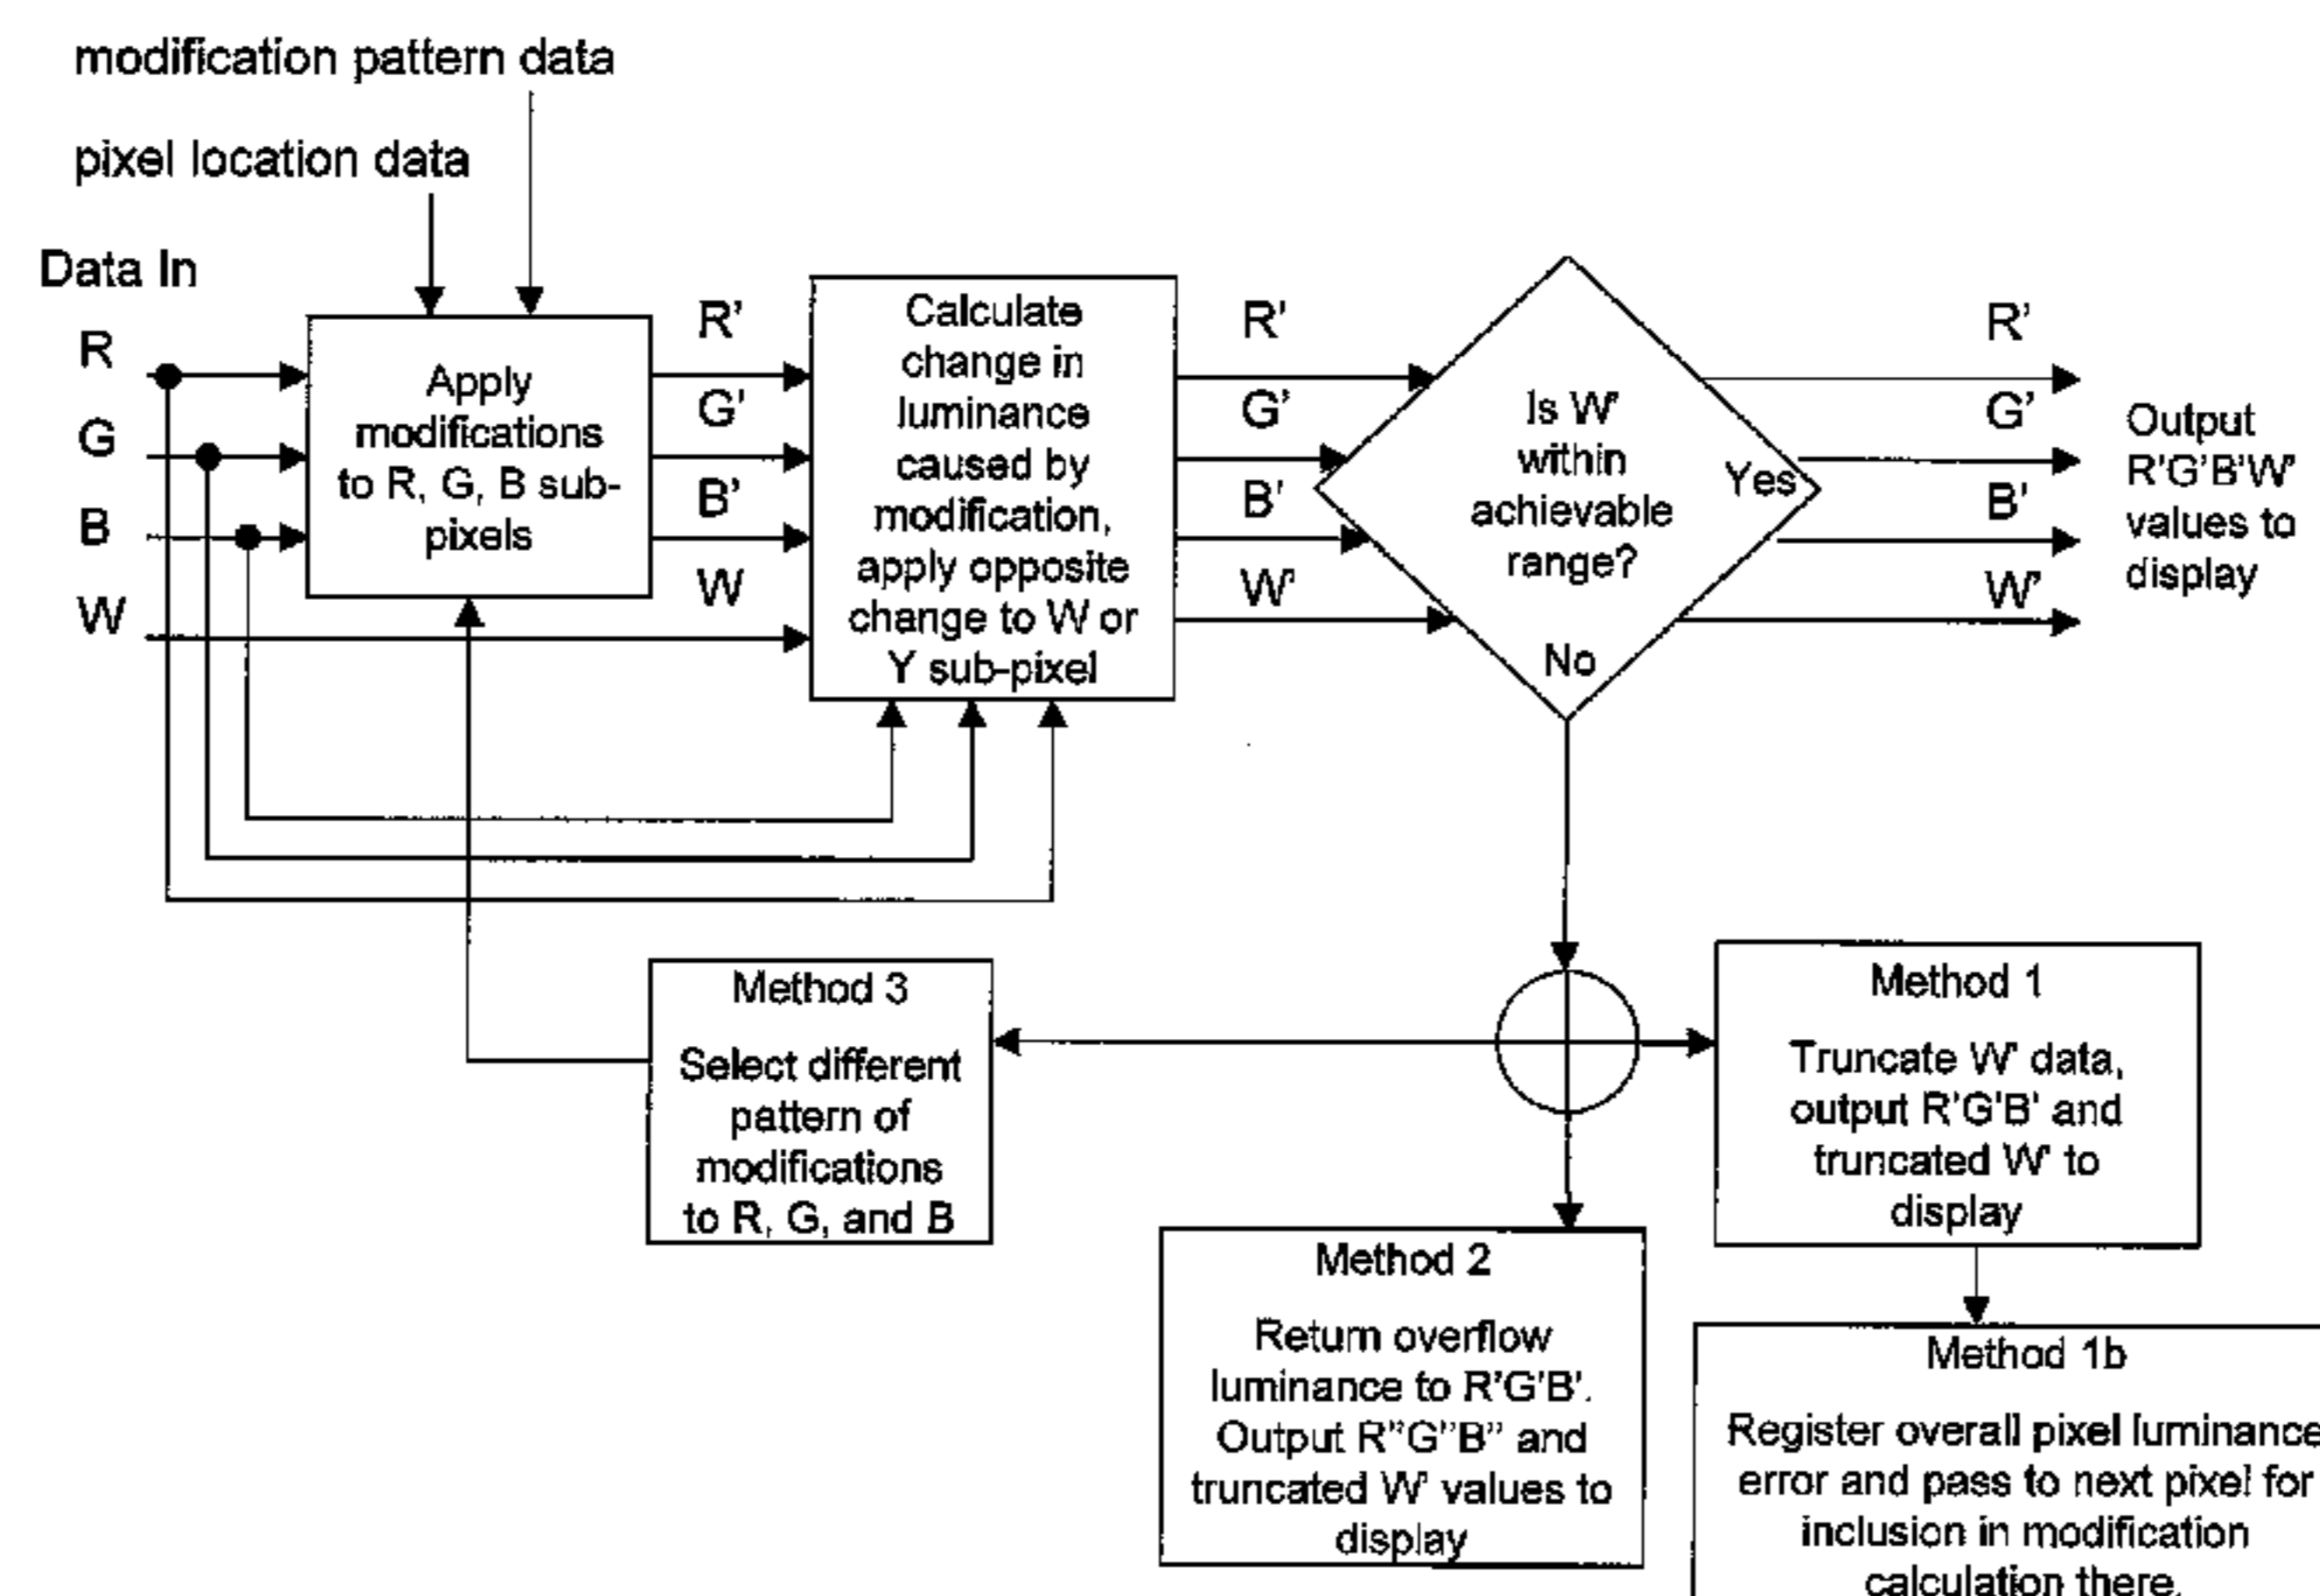 modification pattern data
pixel location data
Data In
R
G
B
W
Apply
modifications
to R, G, B sub-
pixels
R'
G'
B'
W
Calculate
change in
luminance
caused by
modification,
apply opposite
change to W or
Y sub-pixel
R'
G'
B'
W'
Is W'
within
achievable
range?
Yes
No
R'
G'
B'
W'
Output
R'G'B'W'
values to
display
Method 3
Select different
pattern of
modifications
to R, G, and B
Method 1
Truncate W' data,
output R'G'B' and
truncated W' to
display
Method 2
Return overflow
luminance to R'G'B'.
Output R"G"B" and
truncated W' values to
display
Method 1b
Register overall pixel luminance
error and pass to next pixel for
inclusion in modification
calculation there.